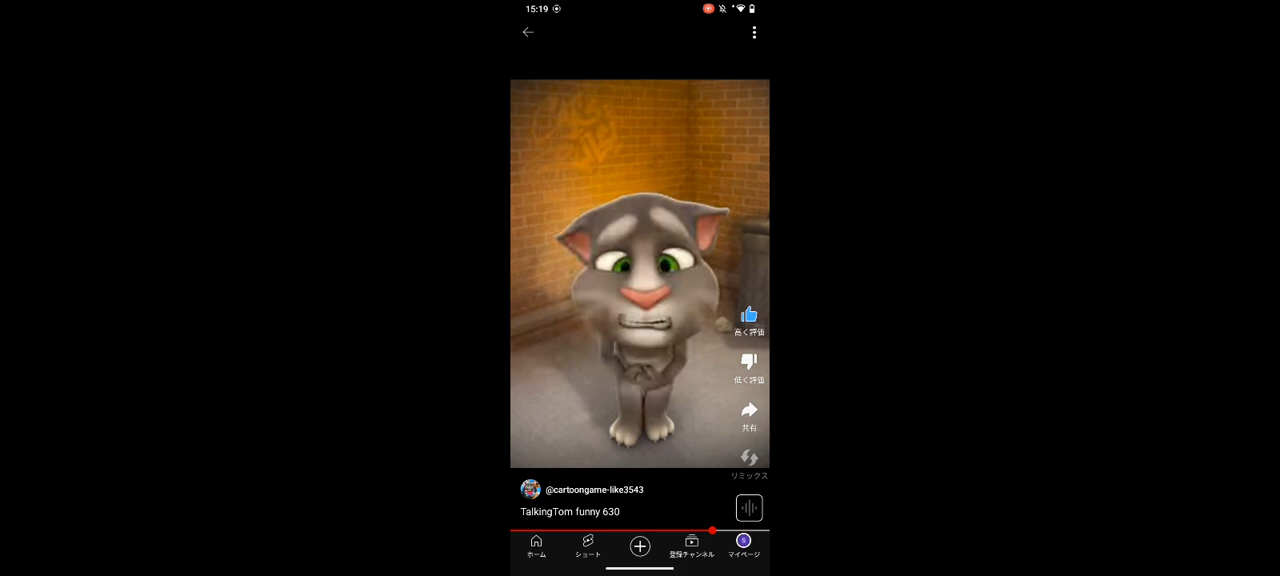 15:19
高く評価
低く評価
共有
リミックス
@cartoongame-like3543
TalkingTom funny 630
ホーム
ショート
登録チャンネル
S
マイページ